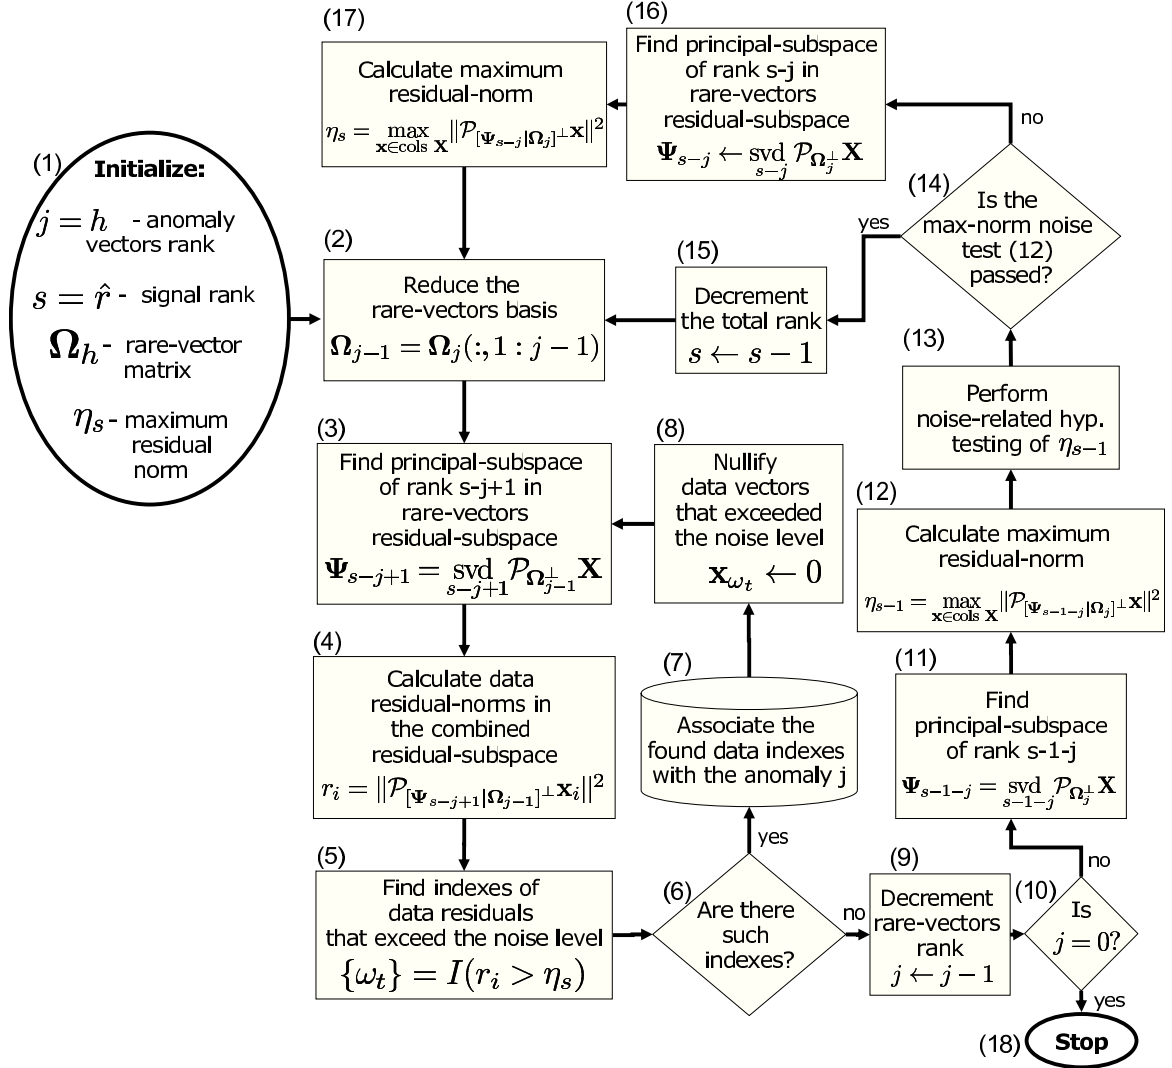 (1)
Initialize:
j = h - anomaly
vectors rank
s = r̂ - signal rank
Ω_h - rare-vector
matrix
η_s - maximum
residual
norm
(17)
Calculate maximum
residual-norm
η_s = max_{x∈cols X} ||P_{[Ψ_{s-j}|Ω_j]^⊥} x||^2
(16)
Find principal-subspace
of rank s-j in
rare-vectors
residual-subspace
Ψ_{s-j} ← svd_{s-j} P_{Ω_j^⊥} X
(2)
Reduce the
rare-vectors basis
Ω_{j-1} = Ω_j(:, 1 : j - 1)
(15)
Decrement
the total rank
s ← s - 1
(14)
Is the
max-norm noise
test (12)
passed?
no
yes
(3)
Find principal-subspace
of rank s-j+1 in
rare-vectors
residual-subspace
Ψ_{s-j+1} = svd_{s-j+1} P_{Ω_{j-1}^⊥} X
(8)
Nullify
data vectors
that exceeded
the noise level
x_{ω_t} ← 0
(13)
Perform
noise-related hyp.
testing of η_{s-1}
(12)
Calculate maximum
residual-norm
η_{s-1} = max_{x∈cols X} ||P_{[Ψ_{s-1-j}|Ω_j]^⊥} x||^2
(4)
Calculate data
residual-norms in
the combined
residual-subspace
r_i = ||P_{[Ψ_{s-j+1}|Ω_{j-1}]^⊥} x_i||^2
(7)
Associate the
found data indexes
with the anomaly j
(11)
Find
principal-subspace
of rank s-1-j
Ψ_{s-1-j} = svd_{s-1-j} P_{Ω_j^⊥} X
(5)
Find indexes of
data residuals
that exceed the noise level
{ω_t} = I(r_i > η_s)
(6)
Are there
such
indexes?
yes
no
(9)
Decrement
rare-vectors
rank
j ← j - 1
(10)
Is
j = 0?
no
yes
(18)
Stop